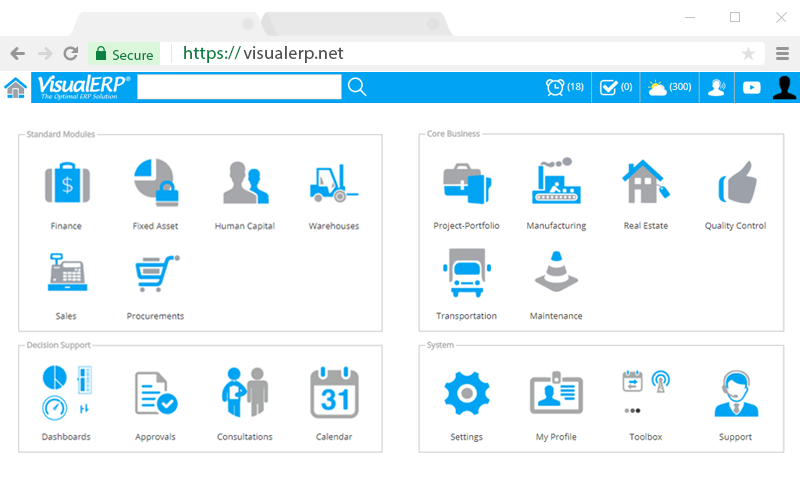 Secure
https://visualerp.net
VisualERP®
The Optimal ERP Solution
(18)
(0)
(300)
Standard Modules
Finance
Fixed Asset
Human Capital
Warehouses
$
Sales
Procurements
Core Business
Project-Portfolio
Manufacturing
Real Estate
Quality Control
Transportation
Maintenance
Decision Support
31
Dashboards
Approvals
Consultations
Calendar
System
Settings
My Profile
Toolbox
Support